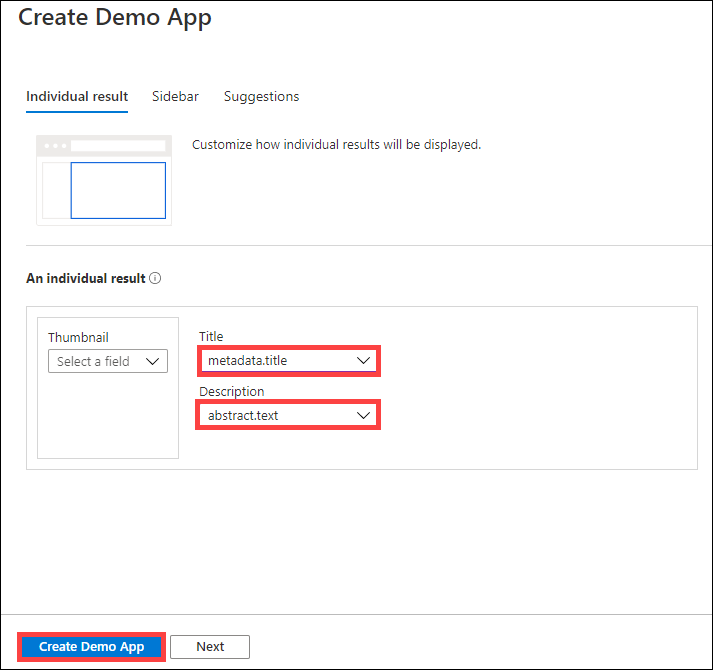 Create Demo App
Individual result Sidebar Suggestions
Customize how individual results will be displayed.
An individual result
Thumbnail
Select a field
Title
metadata.title
Description
abstract.text
Create Demo App Next